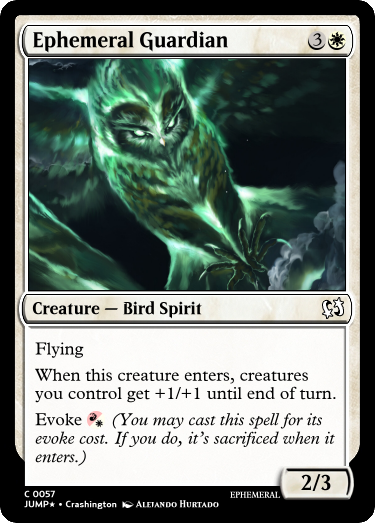 Ephemeral Guardian 3
Creature — Bird Spirit
Flying
When this creature enters, creatures
you control get +1/+1 until end of turn.
Evoke (You may cast this spell for its
evoke cost. If you do, it's sacrificed when it
enters.)
2/3
C 0057
EPHEMERAL
JUMP★ • Crashington Alejando Hurtado